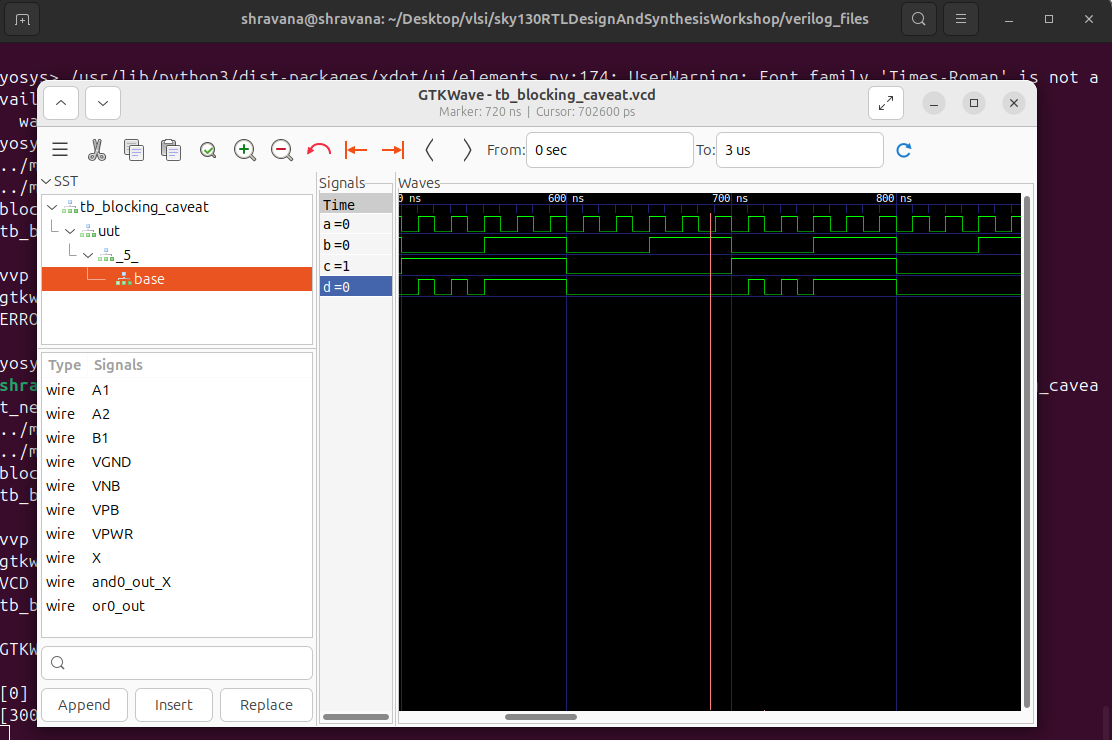 shravana@shravana: ~/Desktop/vlsi/sky130RTLDesignAndSynthesisWorkshop/verilog_files
yosys> /usr/lib/python3/dist-packages/xdot/ui/elements.py:174: UserWarning: Font family 'Times-Roman' is not a
vail
wa
yosy
../m
../m
bloc
tb_b
vvp
gtkw
ERRO
yosy
shra
_cavea
t_ne
../m
../m
bloc
tb_b
vvp
gtkw
VCD
tb_b
GTKW
[0]
[300
GTKWave - tb_blocking_caveat.vcd
Marker: 720 ns | Cursor: 702600 ps
From: 0 sec To: 3 us
SST
tb_blocking_caveat
uut
_5_
base
Type Signals
wire A1
wire A2
wire B1
wire VGND
wire VNB
wire VPB
wire VPWR
wire X
wire and0_out_X
wire or0_out
Append Insert Replace
Signals
Time
a=0
b=0
c=1
d=0
Waves
0 ns 600 ns 700 ns 800 ns